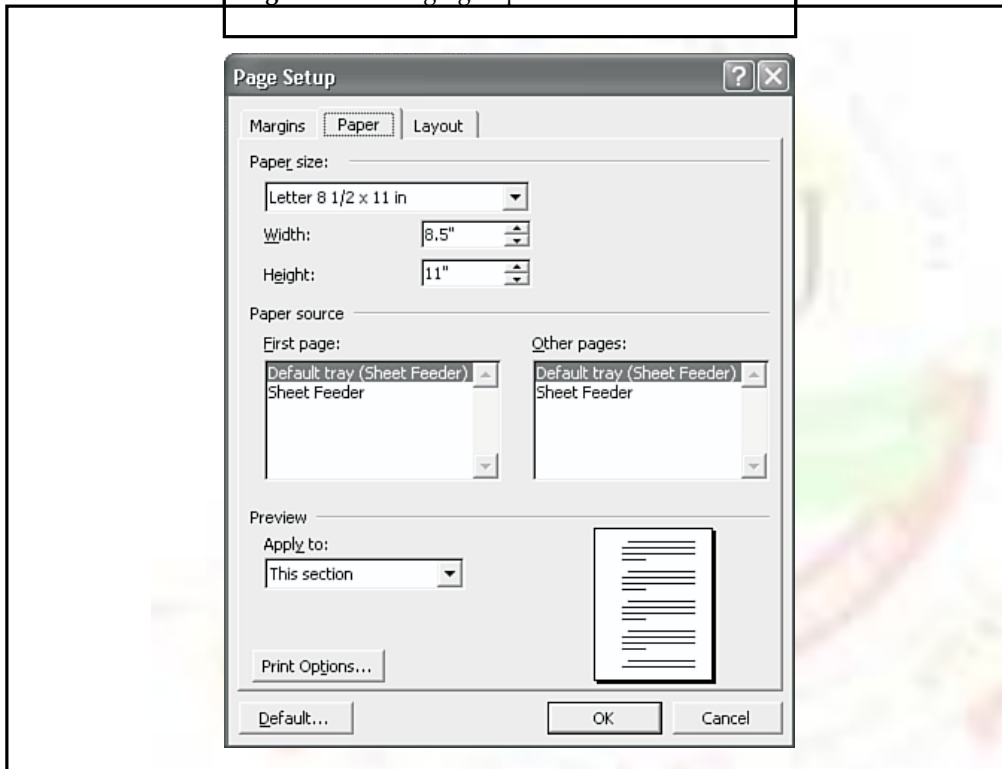 Page Setup
Margins Paper Layout
Paper size:
Letter 8 1/2 x 11 in
Width: 8.5"
Height: 11"
Paper source
First page: Other pages:
Default tray (Sheet Feeder) Default tray (Sheet Feeder)
Sheet Feeder Sheet Feeder
Preview
Apply to:
This section
Print Options...
Default... OK Cancel